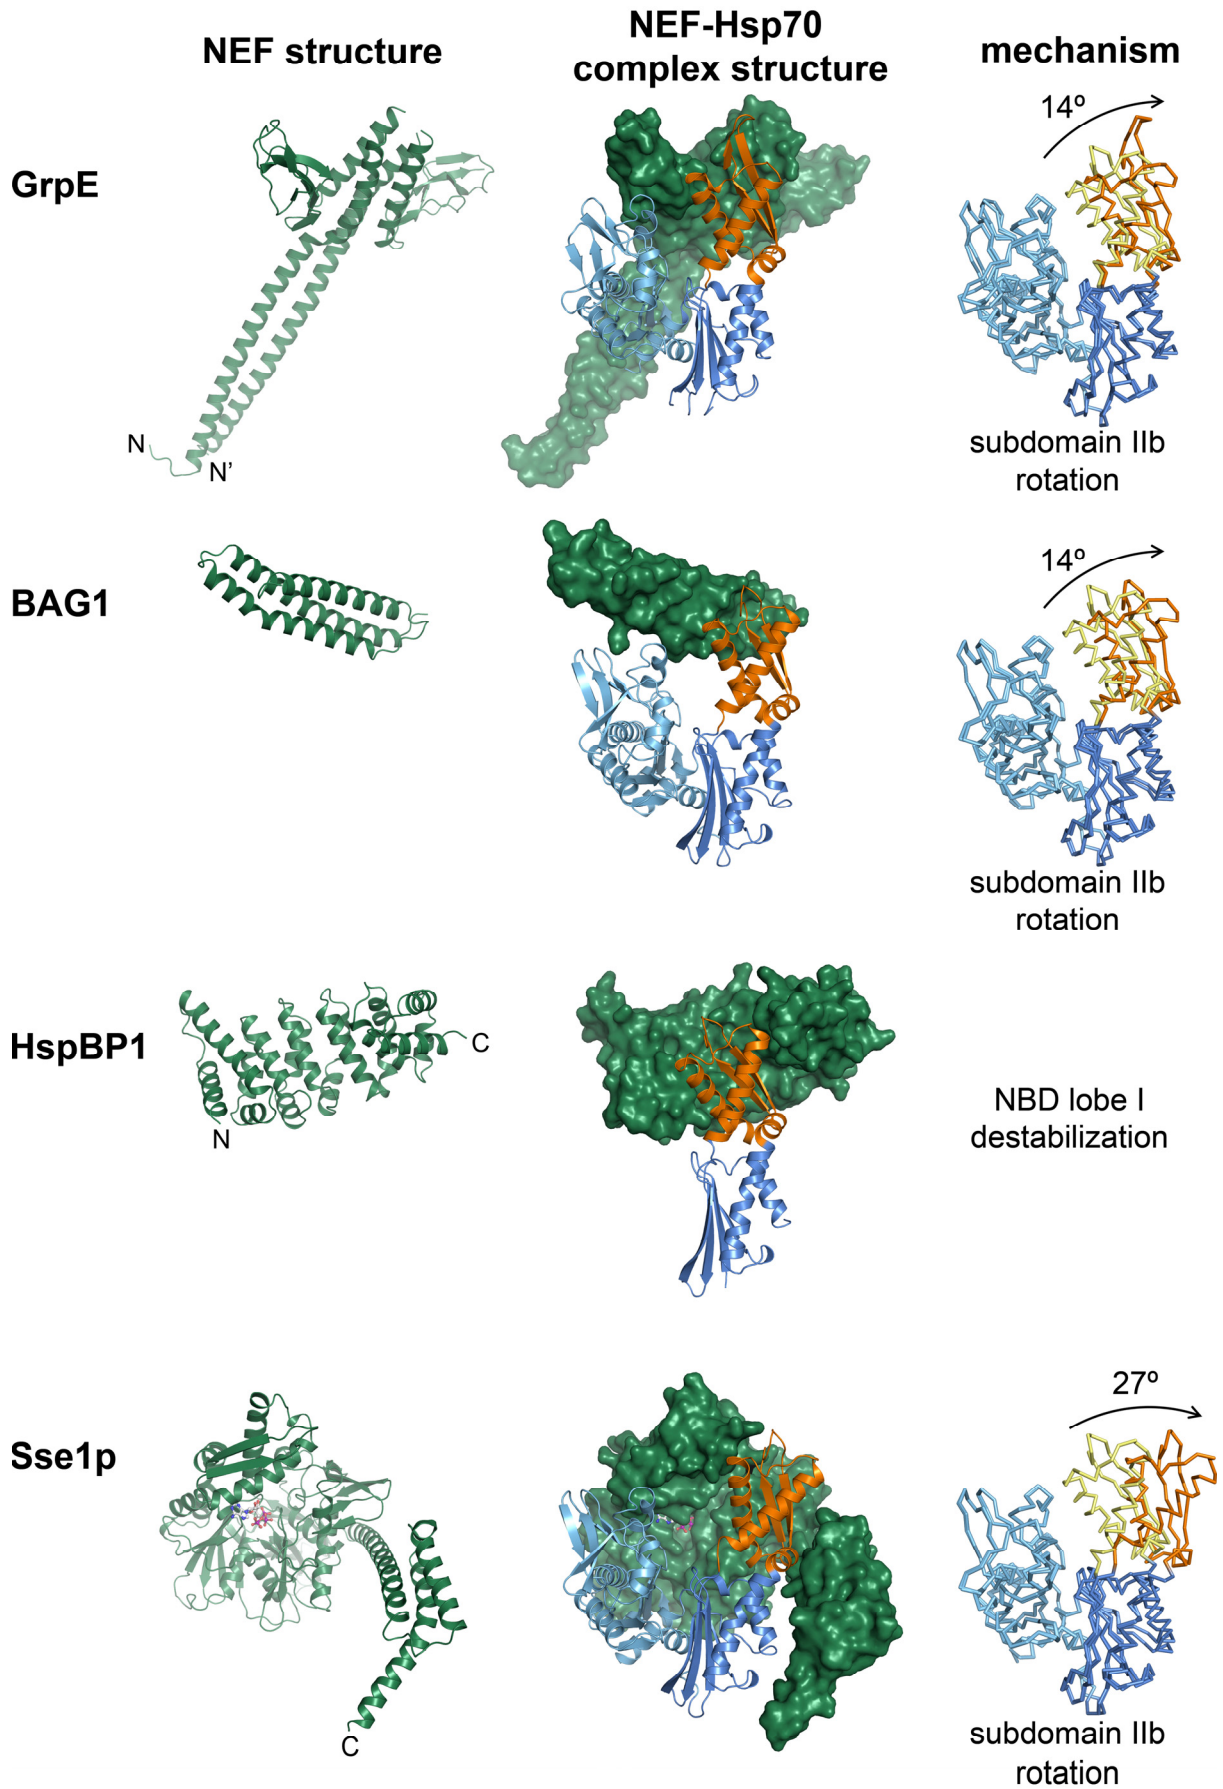 NEF structure
NEF-Hsp70
complex structure
mechanism
GrpE
N
N'
14º
subdomain IIb
rotation
BAG1
14º
subdomain IIb
rotation
HspBP1
N
C
NBD lobe I
destabilization
Sse1p
C
27º
subdomain IIb
rotation